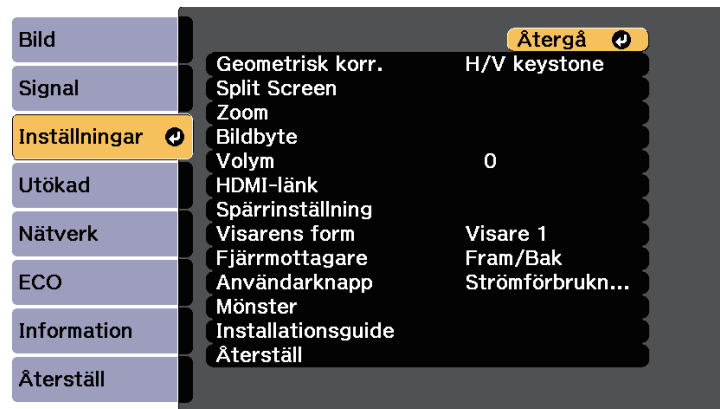 Bild
Signal
Inställningar
Utökad
Nätverk
ECO
Information
Återställ
Återgå
Geometrisk korr. H/V keystone
Split Screen
Zoom
Bildbyte
Volym 0
HDMI-länk
Spärrinställning
Visarens form Visare 1
Fjärrmottagare Fram/Bak
Användarknapp Strömförbrukn...
Mönster
Installationsguide
Återställ